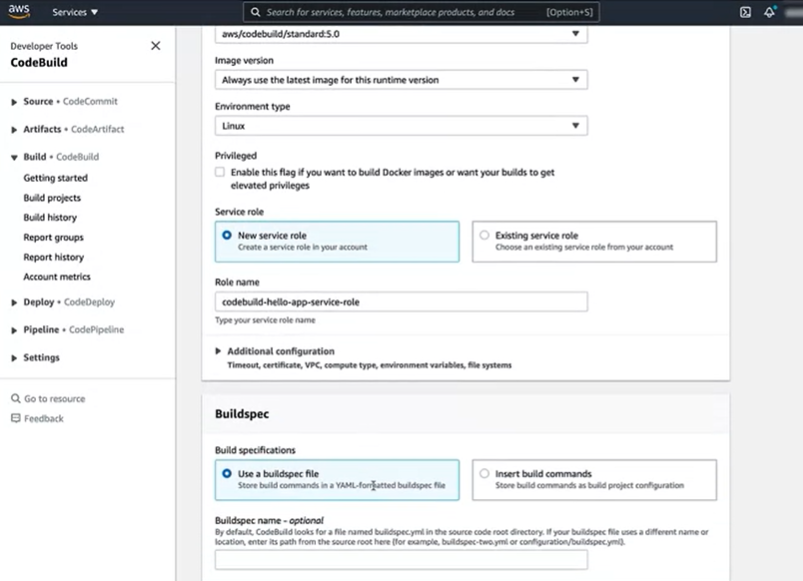 aws
Services
Search for services, features, marketplace products, and docs [Option+S]
Developer Tools
CodeBuild
Source • CodeCommit
Artifacts • CodeArtifact
Build • CodeBuild
Getting started
Build projects
Build history
Report groups
Report history
Account metrics
Deploy • CodeDeploy
Pipeline • CodePipeline
Settings
Go to resource
Feedback
aws/codebuild/standard:5.0
Image version
Always use the latest image for this runtime version
Environment type
Linux
Privileged
Enable this flag if you want to build Docker images or want your builds to get
elevated privileges
Service role
New service role
Create a service role in your account
Existing service role
Choose an existing service role from your account
Role name
codebuild-hello-app-service-role
Type your service role name
Additional configuration
Timeout, certificate, VPC, compute type, environment variables, file systems
Buildspec
Build specifications
Use a buildspec file
Store build commands in a YAML-formatted buildspec file
Insert build commands
Store build commands as build project configuration
Buildspec name - optional
By default, CodeBuild looks for a file named buildspec.yml in the source code root directory. If your buildspec file uses a different name or
location, enter its path from the source root here (for example, buildspec-two.yml or configuration/buildspec.yml).